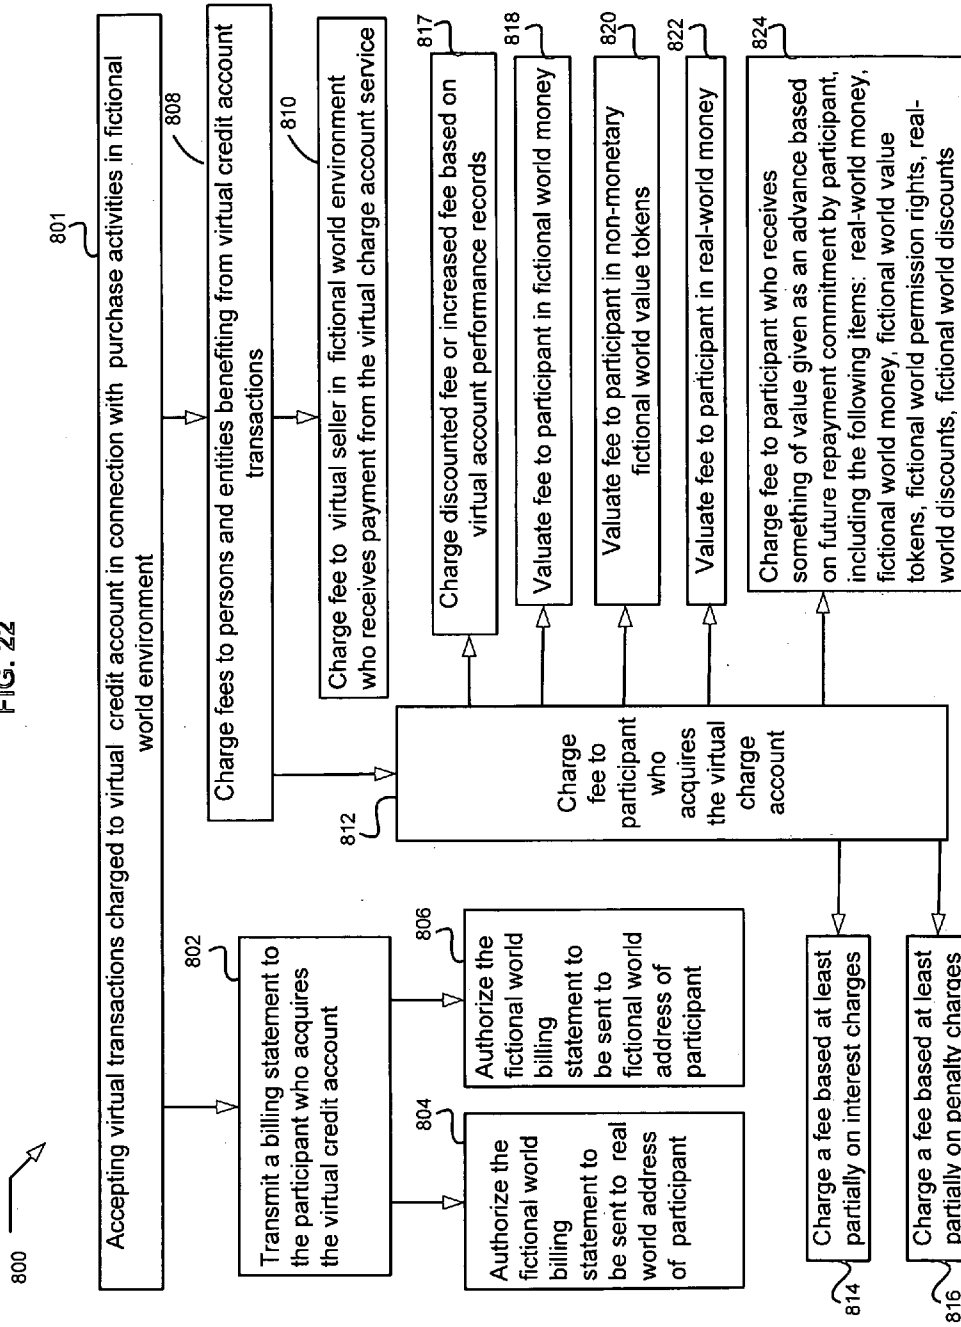 FIG. 22
800
801
Accepting virtual transactions charged to virtual credit account in connection with purchase activities in fictional
world environment
802
Transmit a billing statement to
the participant who acquires
the virtual credit account
804
Authorize the
fictional world
billing
statement to
be sent to real
world address
of participant
806
Authorize the
fictional world
billing
statement to
be sent to
fictional world
address of
participant
808
Charge fees to persons and entities benefiting from virtual credit account
transactions
810
Charge fee to virtual seller in fictional world environment
who receives payment from the virtual charge account service
812
Charge
fee to
participant
who
acquires
the virtual
charge
account
814
Charge a fee based at least
partially on interest charges
816
Charge a fee based at least
partially on penalty charges
817
Charge discounted fee or increased fee based on
virtual account performance records
818
Valuate fee to participant in fictional world money
820
Valuate fee to participant in non-monetary
fictional world value tokens
822
Valuate fee to participant in real-world money
824
Charge fee to participant who receives
something of value given as an advance based
on future repayment commitment by participant,
including the following items: real-world money,
fictional world money, fictional world value
tokens, fictional world permission rights, real-
world discounts, fictional world discounts